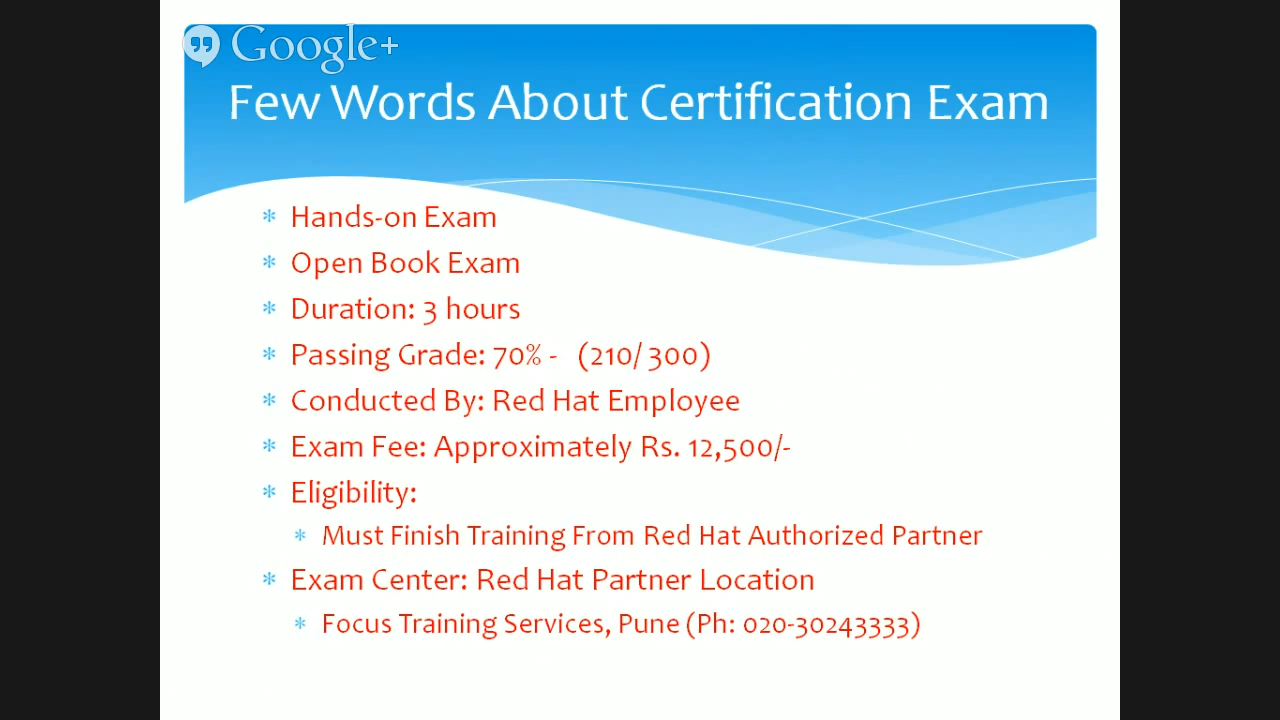 Google+
Few Words About Certification Exam
* Hands-on Exam
* Open Book Exam
* Duration: 3 hours
* Passing Grade: 70% - (210/ 300)
* Conducted By: Red Hat Employee
* Exam Fee: Approximately Rs. 12,500/-
* Eligibility:
* Must Finish Training From Red Hat Authorized Partner
* Exam Center: Red Hat Partner Location
* Focus Training Services, Pune (Ph: 020-30243333)